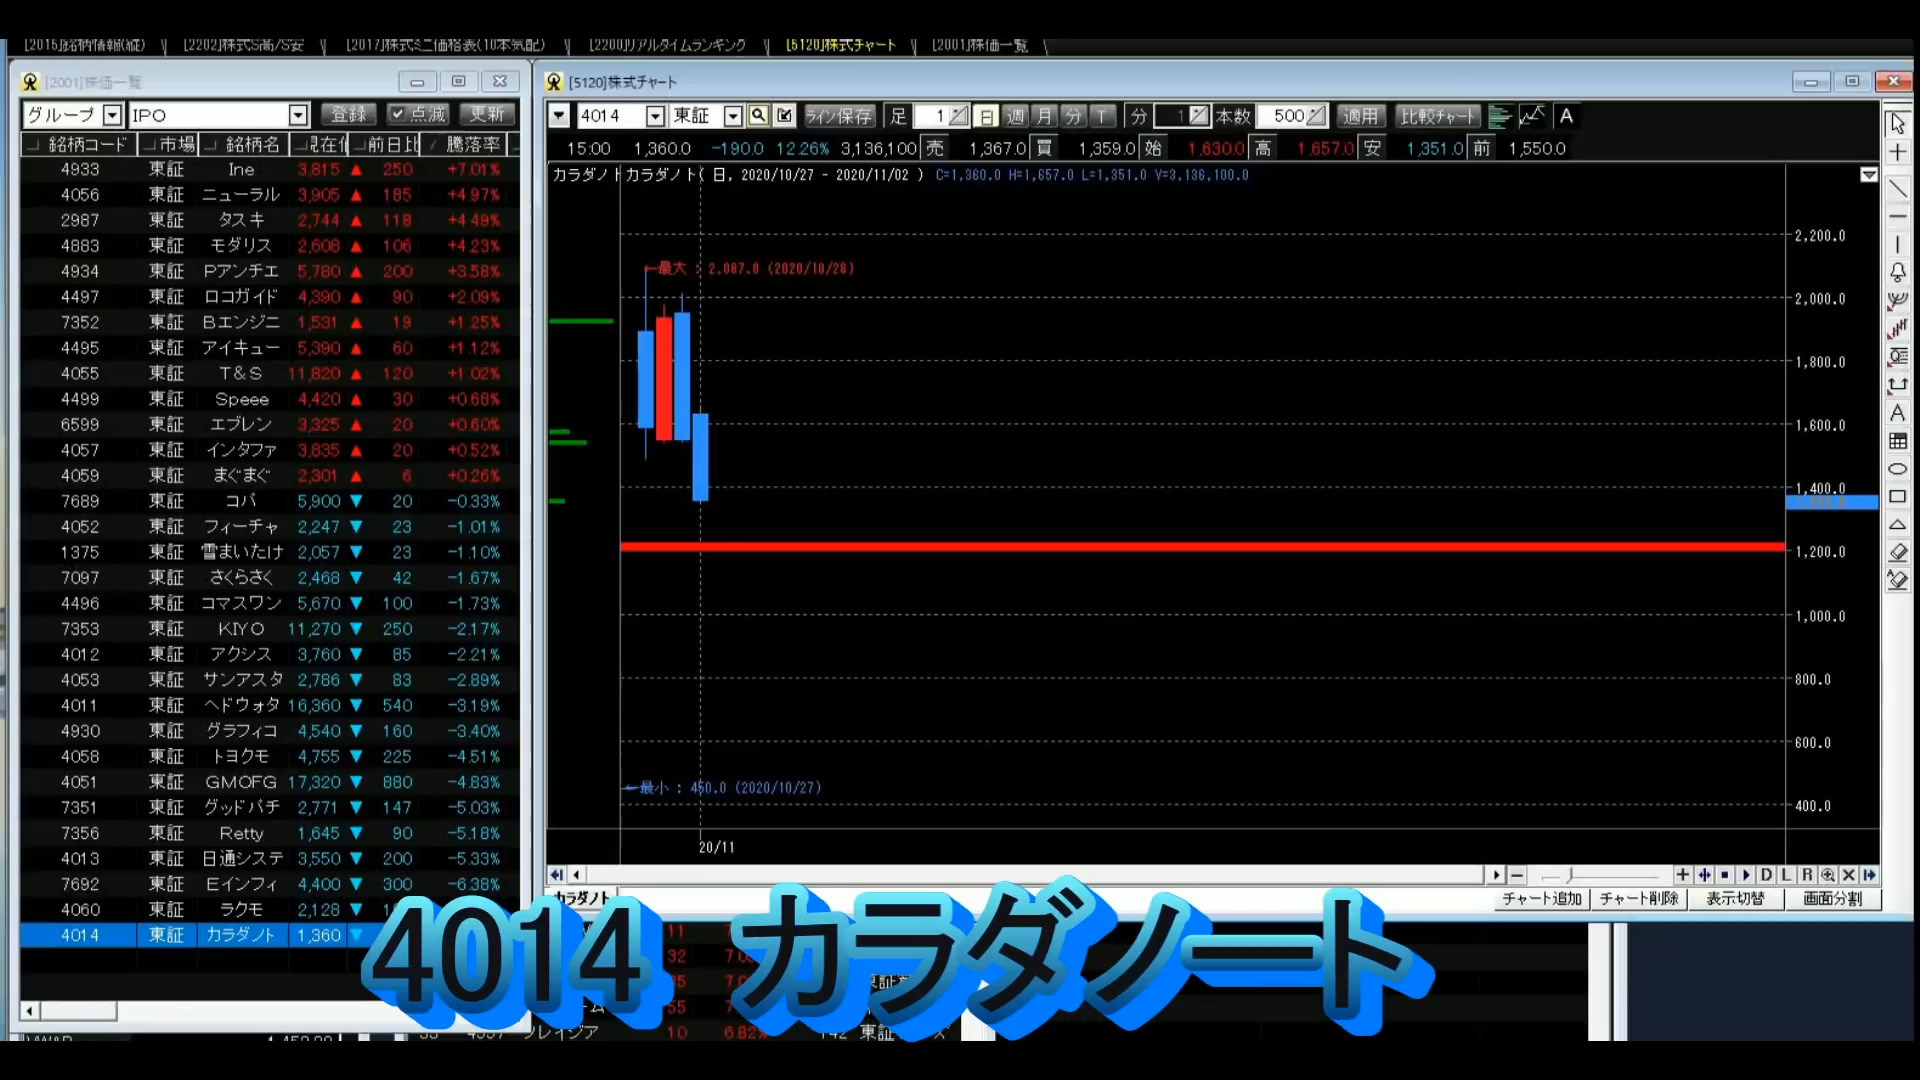 [2015]銘柄情報(縦) [2202]株式S高/S安 [2017]株式ミニ価格表(10本気配) [2200]リアルタイムランキング [5120]株式チャート [2001]株価一覧
[2001]株価一覧
グループ IPO 登録 点滅 更新
銘柄コード 市場 銘柄名 現在値 前日比 騰落率
4933 東証 Ine 3,815 ▲ 250 +7.01%
4056 東証 ニューラル 3,905 ▲ 185 +4.97%
2987 東証 タスキ 2,744 ▲ 118 +4.49%
4883 東証 モダリス 2,608 ▲ 106 +4.23%
4934 東証 Pアンチエ 5,780 ▲ 200 +3.58%
4497 東証 ロコガイド 4,390 ▲ 90 +2.09%
7352 東証 Bエンジニ 1,531 ▲ 19 +1.25%
4495 東証 アイキュー 5,390 ▲ 60 +1.12%
4055 東証 T&S 11,820 ▲ 120 +1.02%
4499 東証 Speee 4,420 ▲ 30 +0.68%
6599 東証 エブレン 3,325 ▲ 20 +0.60%
4057 東証 インタファ 3,835 ▲ 20 +0.52%
4059 東証 まぐまぐ 2,301 ▲ 6 +0.26%
7689 東証 コパ 5,900 ▼ 20 -0.33%
4052 東証 フィーチャ 2,247 ▼ 23 -1.01%
1375 東証 雪まいたけ 2,057 ▼ 23 -1.10%
7097 東証 さくらさく 2,468 ▼ 42 -1.67%
4496 東証 コマスワン 5,670 ▼ 100 -1.73%
7353 東証 KIYO 11,270 ▼ 250 -2.17%
4012 東証 アクシス 3,760 ▼ 85 -2.21%
4053 東証 サンアスタ 2,786 ▼ 83 -2.89%
4011 東証 ヘドウォタ 16,360 ▼ 540 -3.19%
4930 東証 グラフィコ 4,540 ▼ 160 -3.40%
4058 東証 トヨクモ 4,755 ▼ 225 -4.51%
4051 東証 GMOFG 17,320 ▼ 880 -4.83%
7351 東証 グッドパチ 2,771 ▼ 147 -5.03%
7356 東証 Retty 1,645 ▼ 90 -5.18%
4013 東証 日通システ 3,550 ▼ 200 -5.33%
7692 東証 Eインフィ 4,400 ▼ 300 -6.38%
4060 東証 ラクモ 2,128 ▼
4014 東証 カラダノト 1,360 ▼
[5120]株式チャート
4014 東証 ライン保存 足 1 日 週 月 分 T 分 1 本数 500 適用 比較チャート A
15:00 1,360.0 -190.0 12.26% 3,136,100 売 1,367.0 買 1,359.0 始 1,630.0 高 1,657.0 安 1,351.0 前 1,550.0
カラダノト カラダノト( 日, 2020/10/27 - 2020/11/02 ) C=1,360.0 H=1,657.0 L=1,351.0 V=3,136,100.0
2,200.0
←最大 : 2,087.0 (2020/10/28)
2,000.0
1,800.0
1,600.0
1,400.0
1,200.0
1,000.0
800.0
600.0
←最小 : 450.0 (2020/10/27)
400.0
20/11
D L R
カラダノト
チャート追加 チャート削除 表示切替 画面分割
4014 カラダノート